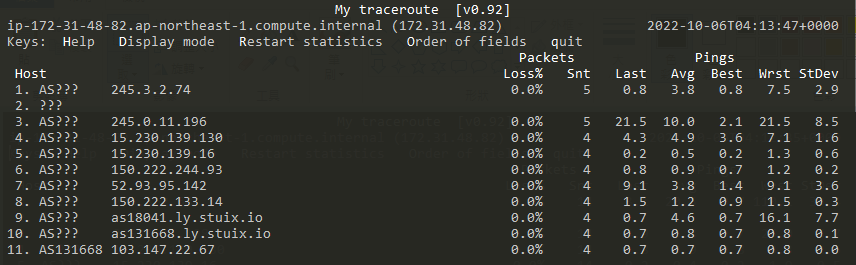 My traceroute  [v0.92]
ip-172-31-48-82.ap-northeast-1.compute.internal (172.31.48.82)  2022-10-06T04:13:47+0000
Keys:  Help   Display mode   Restart statistics   Order of fields   quit
Packets  Pings
Host  Loss%  Snt  Last  Avg  Best  Wrst  StDev
1. AS???  245.3.2.74  0.0%  5  0.8  3.8  0.8  7.5  2.9
2. ???
3. AS???  245.0.11.196  0.0%  5  21.5  10.0  2.1  21.5  8.5
4. AS???  15.230.139.130  0.0%  4  4.3  4.9  3.6  7.1  1.6
5. AS???  15.230.139.16  0.0%  4  0.2  0.5  0.2  1.3  0.6
6. AS???  150.222.244.93  0.0%  4  0.8  0.9  0.7  1.2  0.2
7. AS???  52.93.95.142  0.0%  4  9.1  3.8  1.4  9.1  3.6
8. AS???  150.222.133.14  0.0%  4  1.5  1.2  0.9  1.5  0.3
9. AS???  as18041.ly.stuix.io  0.0%  4  0.7  4.6  0.7  16.1  7.7
10. AS???  as131668.ly.stuix.io  0.0%  4  0.7  0.8  0.7  0.8  0.1
11. AS131668  103.147.22.67  0.0%  4  0.7  0.7  0.7  0.8  0.0